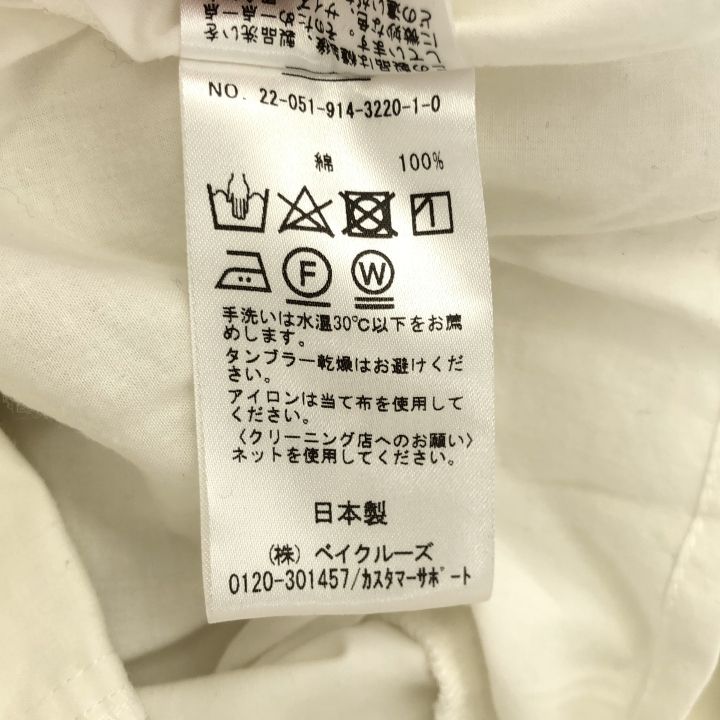 NO. 22-051-914-3220-1-0
綿 100%
F W
手洗いは水温30℃以下をお薦
めします。
タンブラー乾燥はお避けくだ
さい。
アイロンは当て布を使用して
ください。
〈クリーニング店へのお願い〉
ネットを使用してください。
日本製
(株) ベイクルーズ
0120-301457/カスタマーサポート